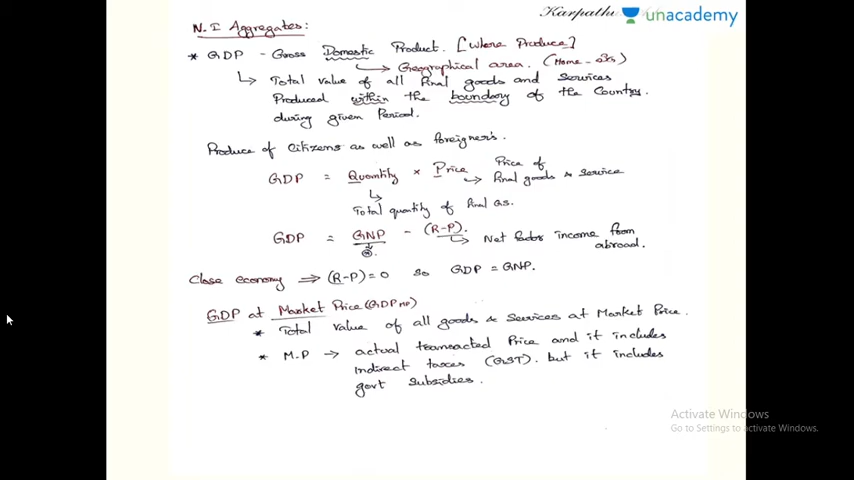 Karpathi
unacademy
N.I Aggregates:
* GDP - Gross Domestic Product. [Where Produce]
↳ Geographical area. (Home - )
↳ Total value of all final goods and services
Produced within the boundary of the Country.
during given Period.
Produce of Citizens as well as foreigner's.
GDP = Quantity × Price → Price of
final goods & service
↳
Total quantity of final Gs.
GDP = GNP - (R-P). → Net factor income from
abroad.
Close economy ⟹ (R-P)=0 so GDP = GNP.
GDP at Market Price (GDP MP)
* Total value of all goods & services at Market Price.
* M.P → actual transacted Price and it includes
Indirect taxes (GST). but it includes
govt subsidies.
Activate Windows
Go to Settings to activate Windows.